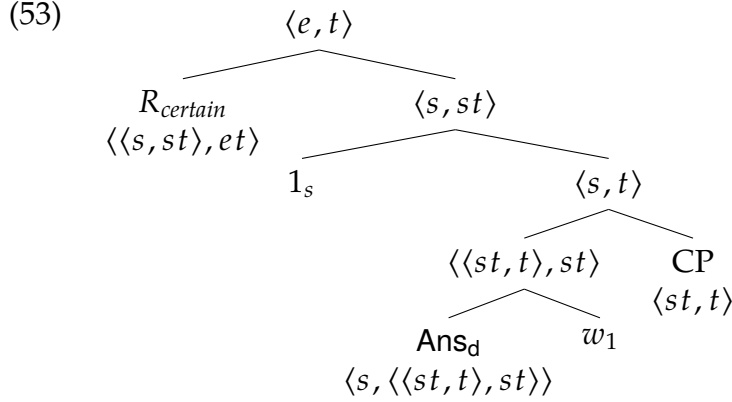 (53)
⟨e, t⟩
R_certain ⟨s, st⟩
⟨⟨s, st⟩, et⟩
1_s ⟨s, t⟩
⟨⟨st, t⟩, st⟩ CP
⟨st, t⟩
Ans_d w_1
⟨s, ⟨⟨st, t⟩, st⟩⟩